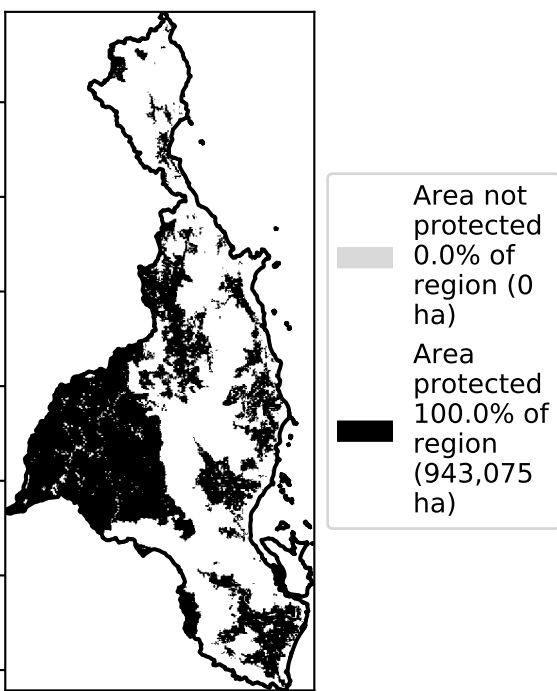 Area not
protected
0.0% of
region (0
ha)
Area
protected
100.0% of
region
(943,075
ha)